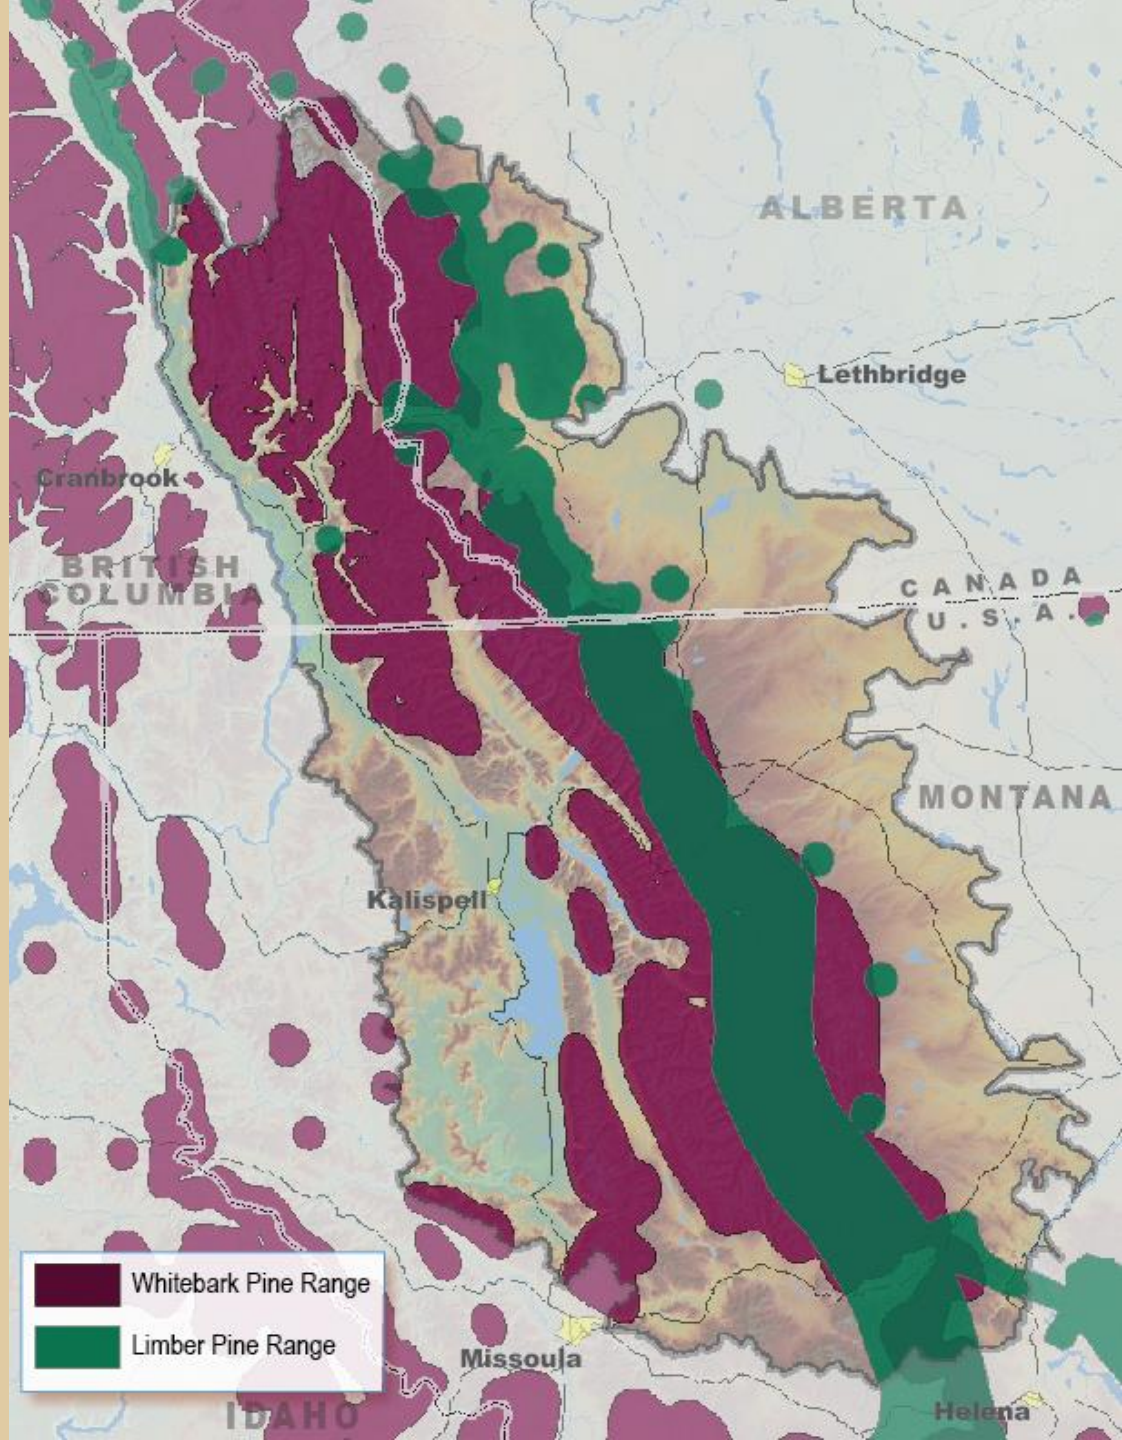 ALBERTA
Lethbridge
Cranbrook
BRITISH
COLUMBIA
CANADA
U.S.A.
MONTANA
Kalispell
Whitebark Pine Range
Limber Pine Range
Missoula
IDAHO
Helena